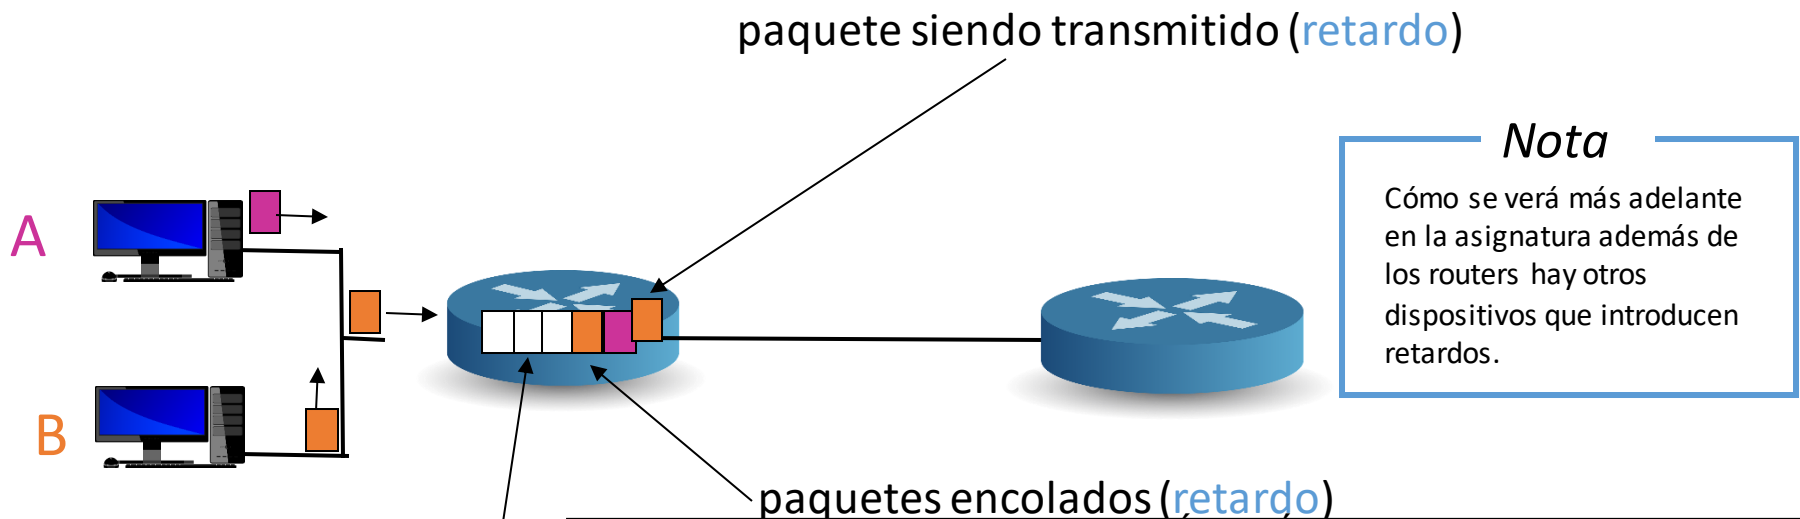 paquete siendo transmitido (retardo)
Nota
Cómo se verá más adelante
en la asignatura además de
los routers hay otros
dispositivos que introducen
retardos.
A
B
paquetes encolados (retardo)